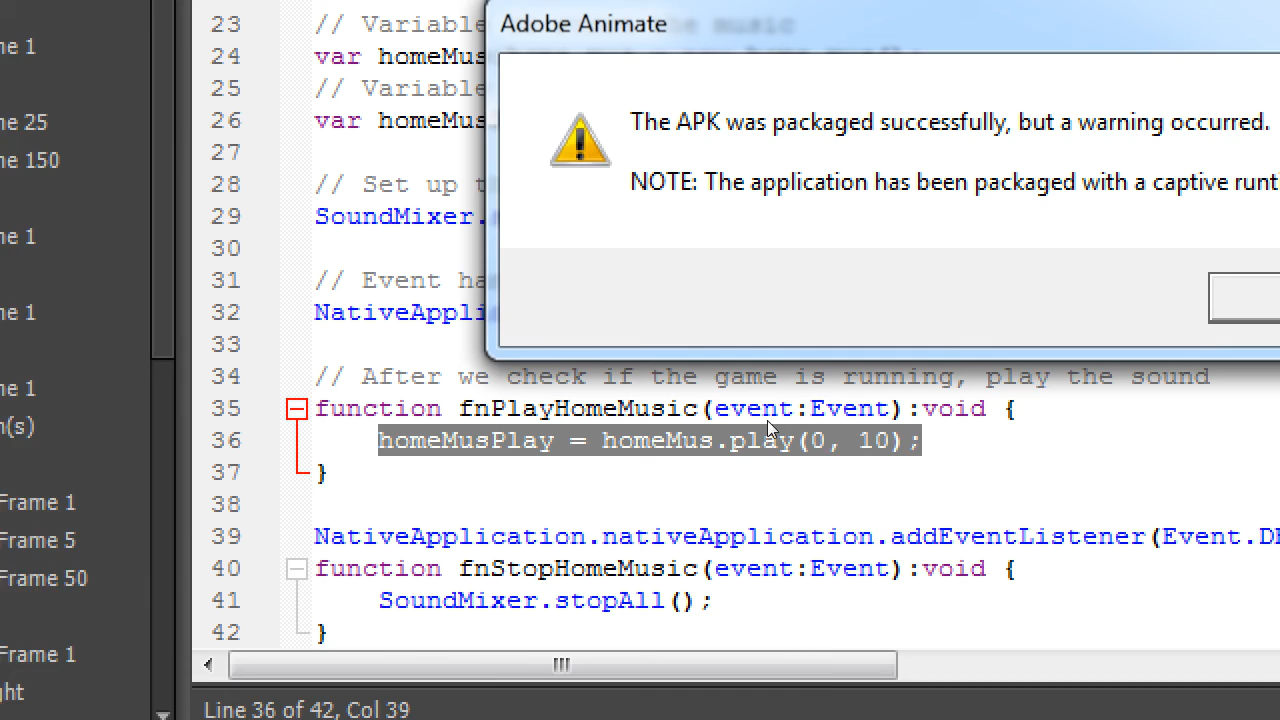 Adobe Animate
The APK was packaged successfully, but a warning occurred.
NOTE: The application has been packaged with a captive
ne 1
ne 25
ne 150
ne 1
ne 1
ne 1
n(s)
Frame 1
Frame 5
Frame 50
Frame 1
ght
23 // Variable music
24 var homeMus
25 // Variable
26 var homeMus
27
28 // Set up
29 SoundMixer.
30
31 // Event
32 NativeAppli
33
34 // After we check if the game is running, play the sound
35 function fnPlayHomeMusic(event:Event):void {
36 homeMusPlay = homeMus.play(0, 10);
37 }
38
39 NativeApplication.nativeApplication.addEventListener(Event.DE
40 function fnStopHomeMusic(event:Event):void {
41 SoundMixer.stopAll();
42 }
Line 36 of 42, Col 39